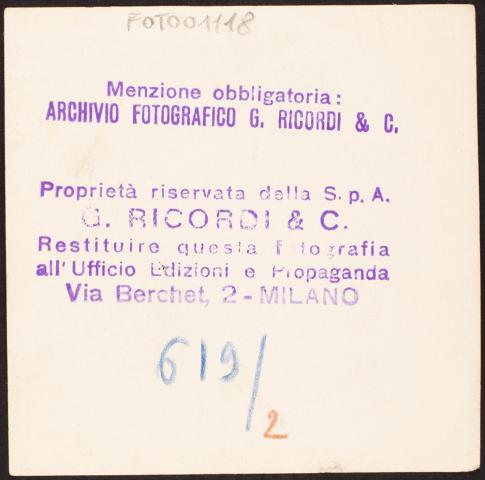 FOTO01418
Menzione obbligatoria:
ARCHIVIO FOTOGRAFICO G. RICORDI & C.
Proprietà riservata della S. p. A.
G. RICORDI & C.
Restituire questa fotografia
all'Ufficio Edizioni e Propaganda
Via Berchet, 2 - MILANO
619/2